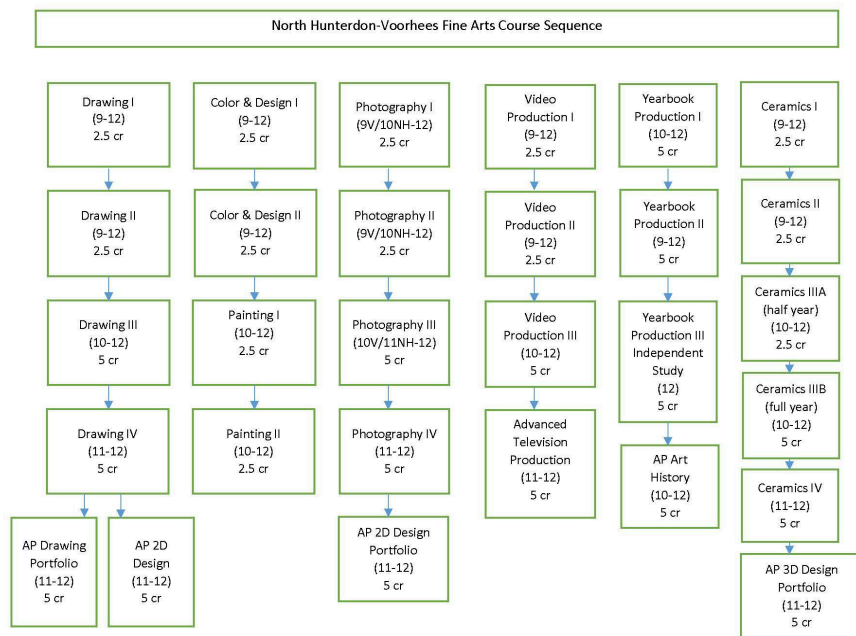 North Hunterdon-Voorhees Fine Arts Course Sequence
Drawing I
(9-12)
2.5 cr
Drawing II
(9-12)
2.5 cr
Drawing III
(10-12)
5 cr
Drawing IV
(11-12)
5 cr
AP Drawing
Portfolio
(11-12)
5 cr
AP 2D
Design
(11-12)
5 cr
Color & Design I
(9-12)
2.5 cr
Color & Design II
(9-12)
2.5 cr
Painting I
(10-12)
2.5 cr
Painting II
(10-12)
2.5 cr
Photography I
(9V/10NH-12)
2.5 cr
Photography II
(9V/10NH-12)
2.5 cr
Photography III
(10V/11NH-12)
5 cr
Photography IV
(11-12)
5 cr
AP 2D Design
Portfolio
(11-12)
5 cr
Video
Production I
(9-12)
2.5 cr
Video
Production II
(9-12)
2.5 cr
Video
Production III
(10-12)
5 cr
Advanced
Television
Production
(11-12)
5 cr
Yearbook
Production I
(10-12)
5 cr
Yearbook
Production II
(9-12)
5 cr
Yearbook
Production III
Independent
Study
(12)
5 cr
AP Art
History
(10-12)
5 cr
Ceramics I
(9-12)
2.5 cr
Ceramics II
(9-12)
2.5 cr
Ceramics IIIA
(half year)
(10-12)
2.5 cr
Ceramics IIIB
(full year)
(10-12)
5 cr
Ceramics IV
(11-12)
5 cr
AP 3D Design
Portfolio
(11-12)
5 cr